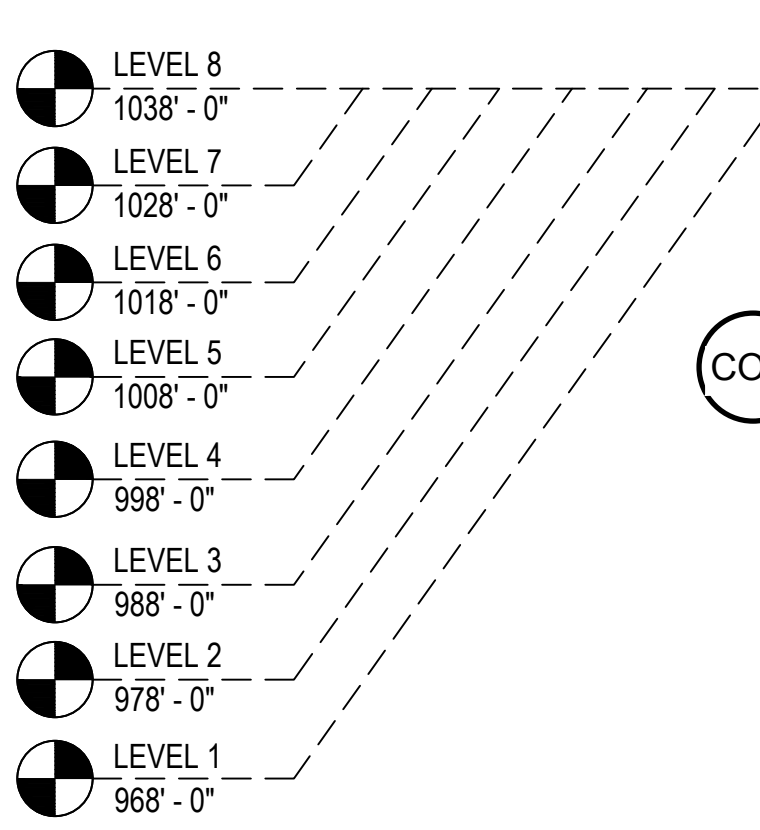 LEVEL 8
1038' - 0"
LEVEL 7
1028' - 0"
LEVEL 6
1018' - 0"
LEVEL 5
1008' - 0"
CO
LEVEL 4
998' - 0"
LEVEL 3
988' - 0"
LEVEL 2
978' - 0"
LEVEL 1
968' - 0"